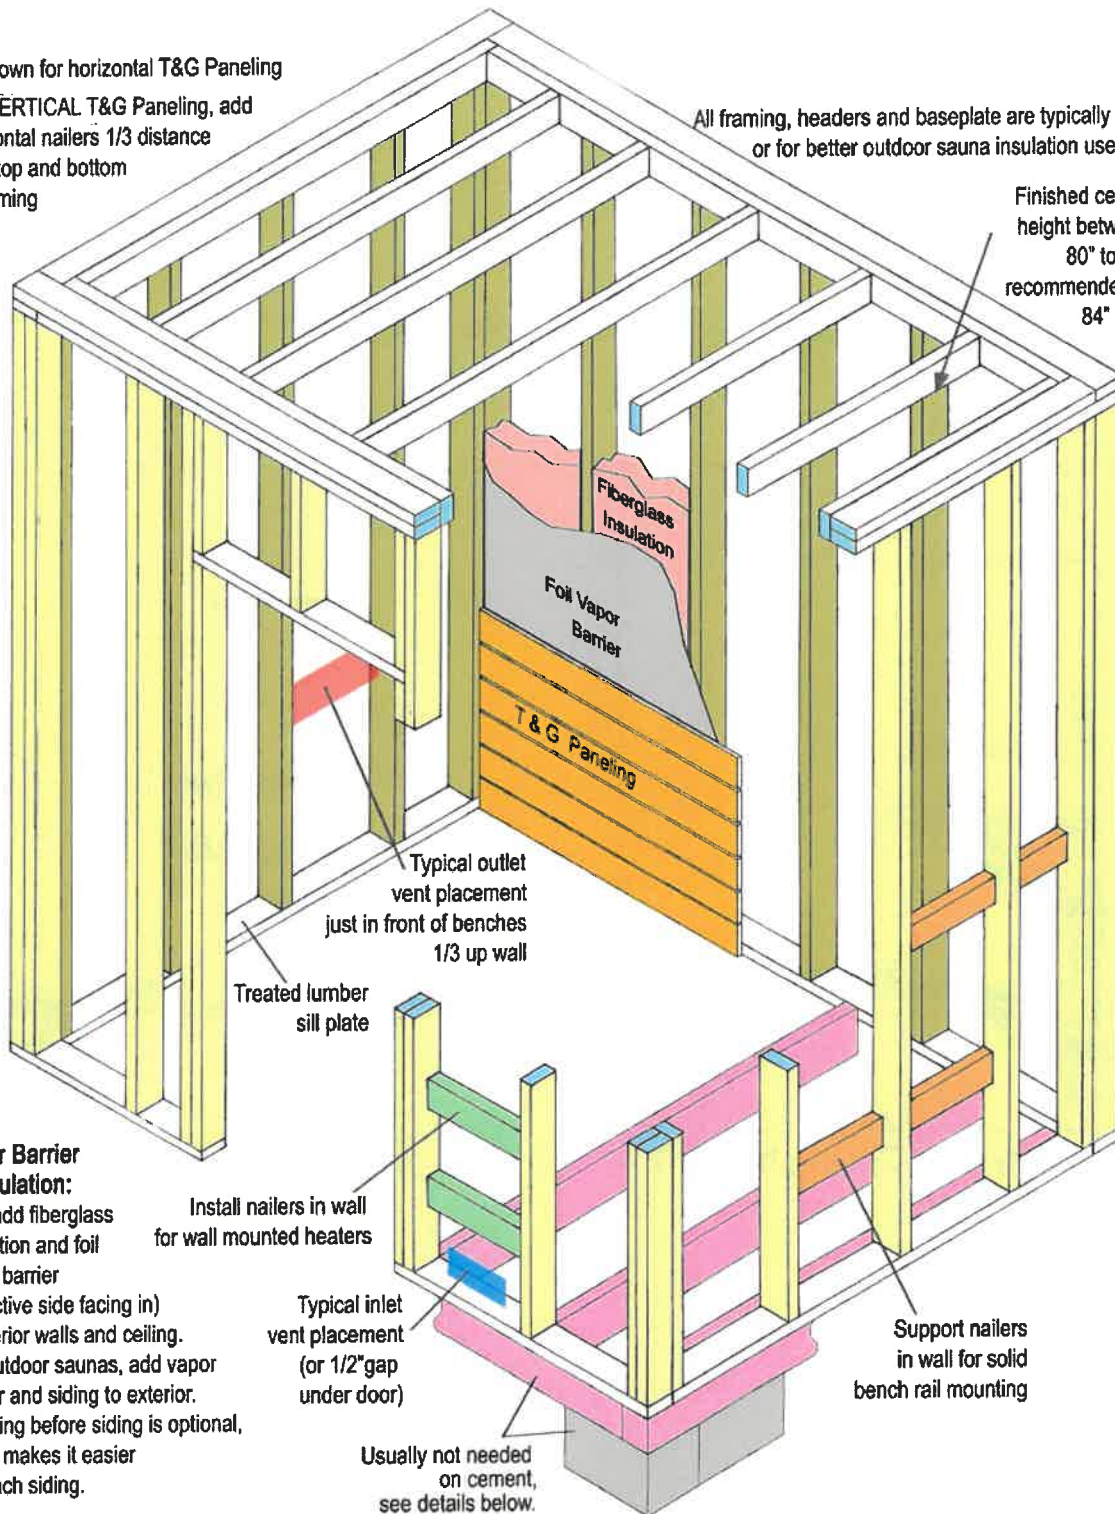 own for horizontal T&G Paneling
ERTICAL T&G Paneling, add
ontal nailers 1/3 distance
top and bottom
ming
All framing, headers and baseplate are typically
or for better outdoor sauna insulation use
Finished ce
height betw
80" to
recommende
84"
Fiberglass
Insulation
Foil Vapor
Barrier
T & G Paneling
Typical outlet
vent placement
just in front of benches
1/3 up wall
Treated lumber
sill plate
r Barrier
ulation:
add fiberglass
tion and foil
barrier
ctive side facing in)
erior walls and ceiling.
utdoor saunas, add vapor
r and siding to exterior.
ing before siding is optional,
makes it easier
ach siding.
Install nailers in wall
for wall mounted heaters
Typical inlet
vent placement
(or 1/2"gap
under door)
Support nailers
in wall for solid
bench rail mounting
Usually not needed
on cement,
see details below.